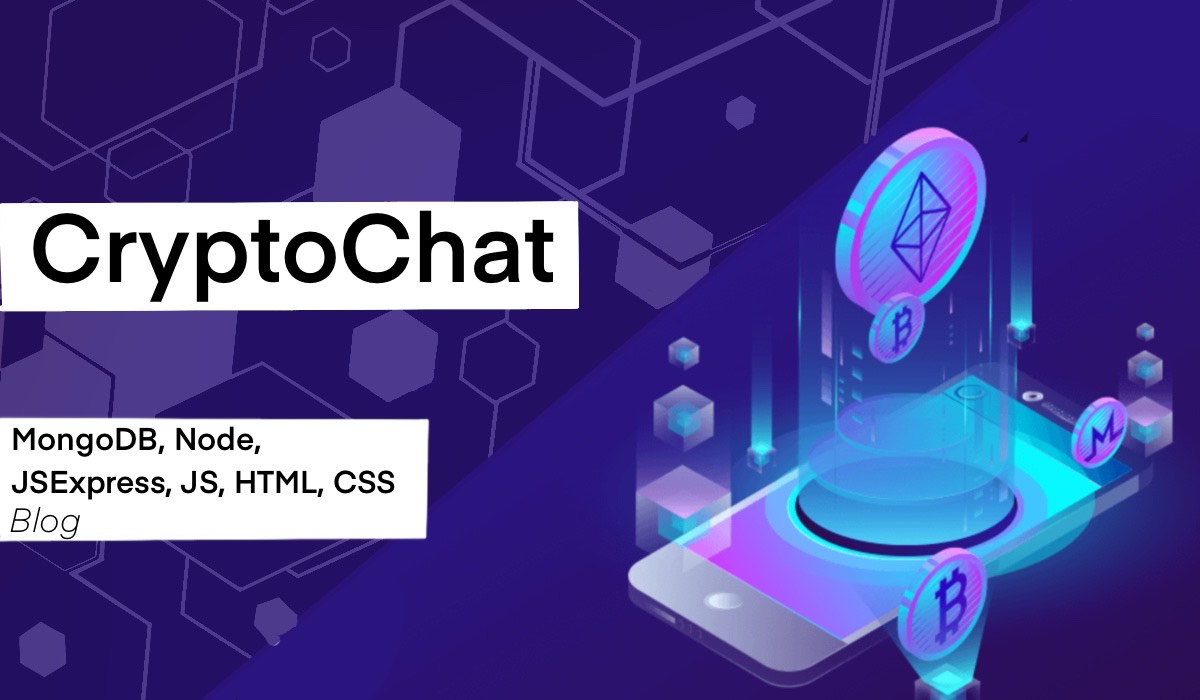 CryptoChat
MongoDB, Node,
JSExpress, JS, HTML, CSS
Blog